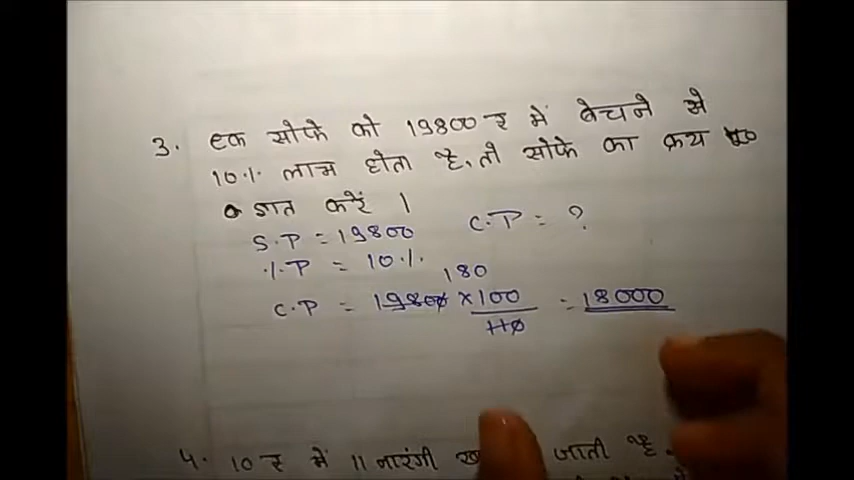 3. एक सोफे को 19800 रु में बेचने से
10% लाभ होता है, तो सोफे का क्रय मू०
ज्ञात करें ।
S.P = 19800 C.P = ?
%P = 10%
180
C.P = 19800 × 100 = 18000
110
4. 10 रु में 11 नारंगी जाती है